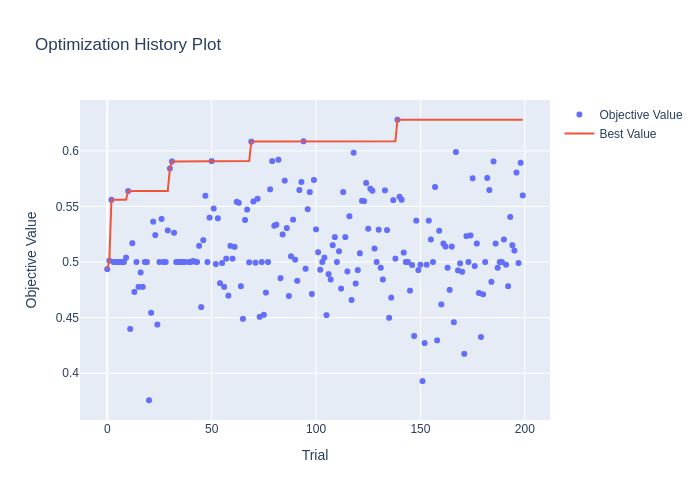 Optimization History Plot
Objective Value
Best Value
0.6
0.55
0.5
0.45
0.4
Objective Value
0
50
100
150
200
Trial